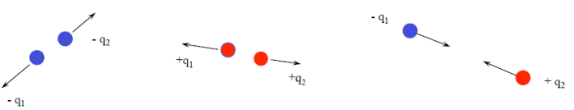 - q₂
- q₁
+q₁
+q₂
- q₁
+ q₂